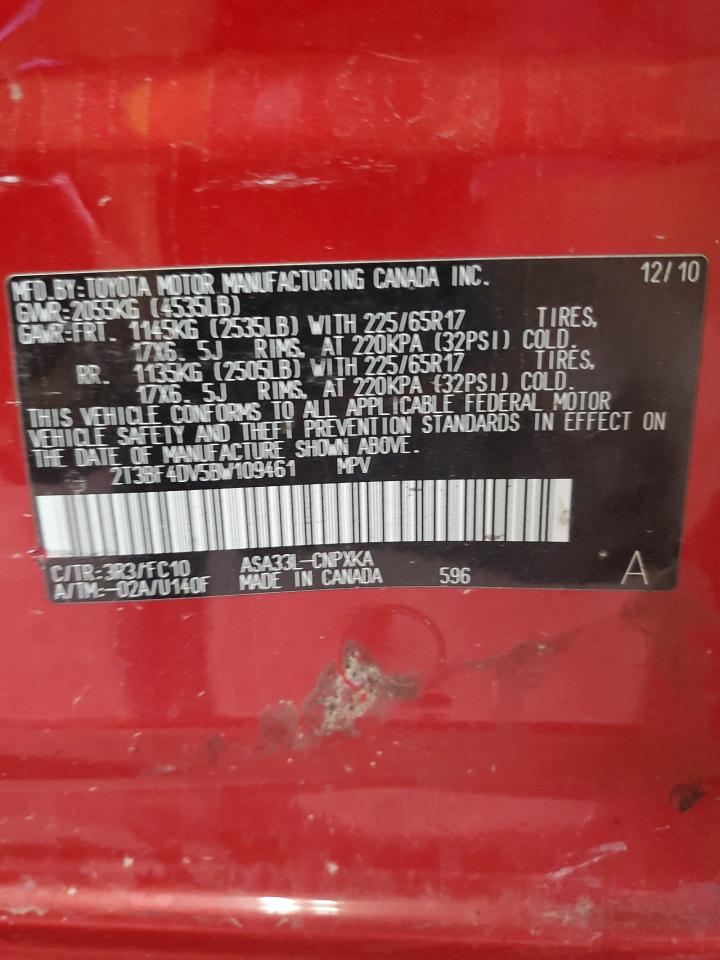 MFD.BY:TOYOTA MOTOR MANUFACTURING CANADA INC. 12/10
GVWR:2055KG (4535LB)
GAWR:FRT. 1145KG (2535LB) WITH 225/65R17 TIRES,
17X6. 5J RIMS, AT 220KPA (32PSI) COLD.
RR. 1135KG (2505LB) WITH 225/65R17 TIRES,
17X6. 5J RIMS, AT 220KPA (32PSI) COLD.
THIS VEHICLE CONFORMS TO ALL APPLICABLE FEDERAL MOTOR
VEHICLE SAFETY AND THEFT PREVENTION STANDARDS IN EFFECT ON
THE DATE OF MANUFACTURE SHOWN ABOVE.
2T3BF4DV5BW109461 MPV
C/TR:3R3/FC10 ASA33L-CNPXKA
A/TM:-02A/U140F MADE IN CANADA 596 A